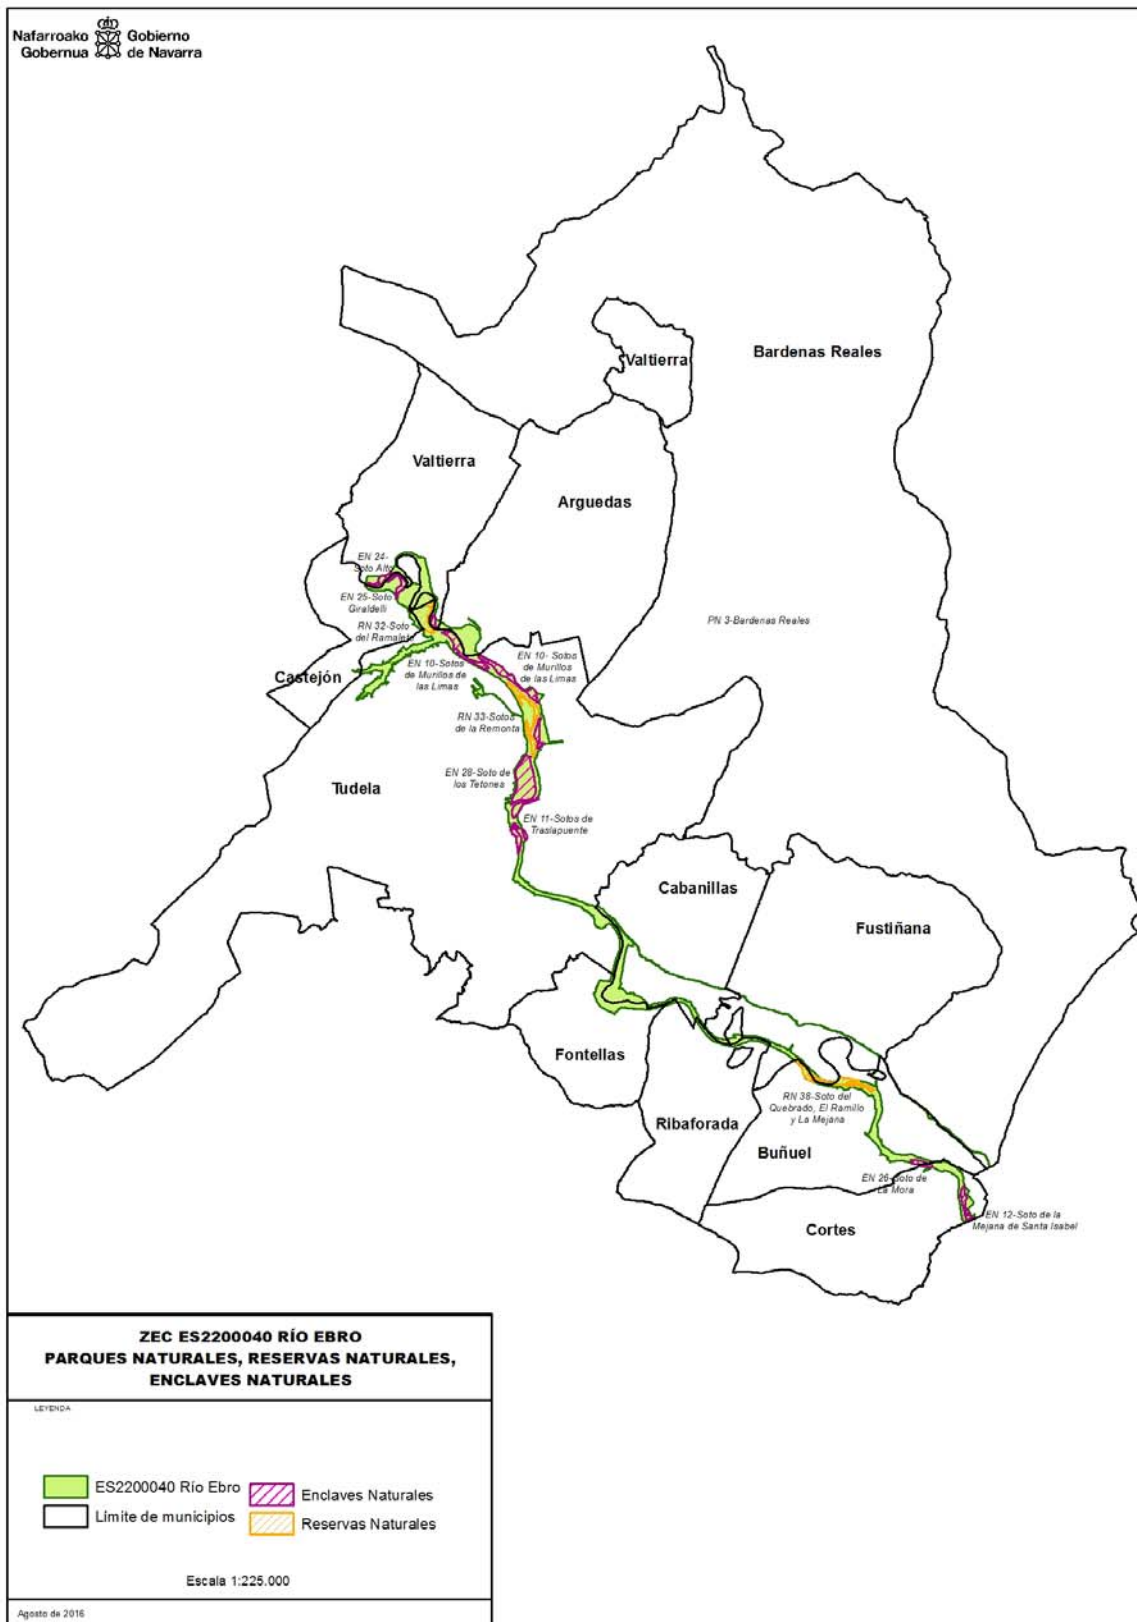 Nafarroako Gobierno
Gobernua de Navarra
Valtierra
Bardenas Reales
Valtierra
Arguedas
EN 24-
Soto Alto
EN 25-Soto
Giraldelli
RN 32-Soto
del Ramalete
PN 3-Bardenas Reales
EN 10- Sotos
de Murillos
de las Limas
EN 10-Sotos
de Murillos de
las Limas
Castejón
RN 33-Sotos
de la Remonta
EN 28-Soto de
los Tetones
Tudela
EN 11-Sotos de
Traslapuente
Cabanillas
Fustiñana
Fontellas
RN 38-Soto del
Quebrado, El Ramillo
y La Mejana
Ribaforada
Buñuel
EN 26-Soto de
La Mora
EN 12-Soto de la
Mejana de Santa Isabel
Cortes
ZEC ES2200040 RÍO EBRO
PARQUES NATURALES, RESERVAS NATURALES,
ENCLAVES NATURALES
LEYENDA
ES2200040 Río Ebro
Enclaves Naturales
Límite de municipios
Reservas Naturales
Escala 1:225.000
Agosto de 2016